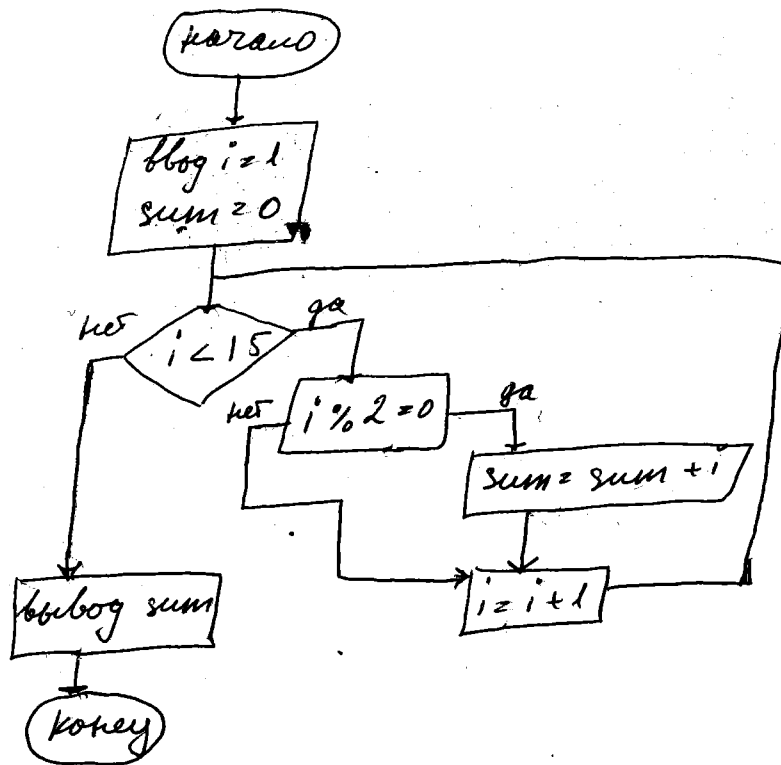 начало
ввод i = 1
sum = 0
нет
да
i < 15
нет
i % 2 = 0
да
sum = sum + i
i = i + 1
вывод sum
конец